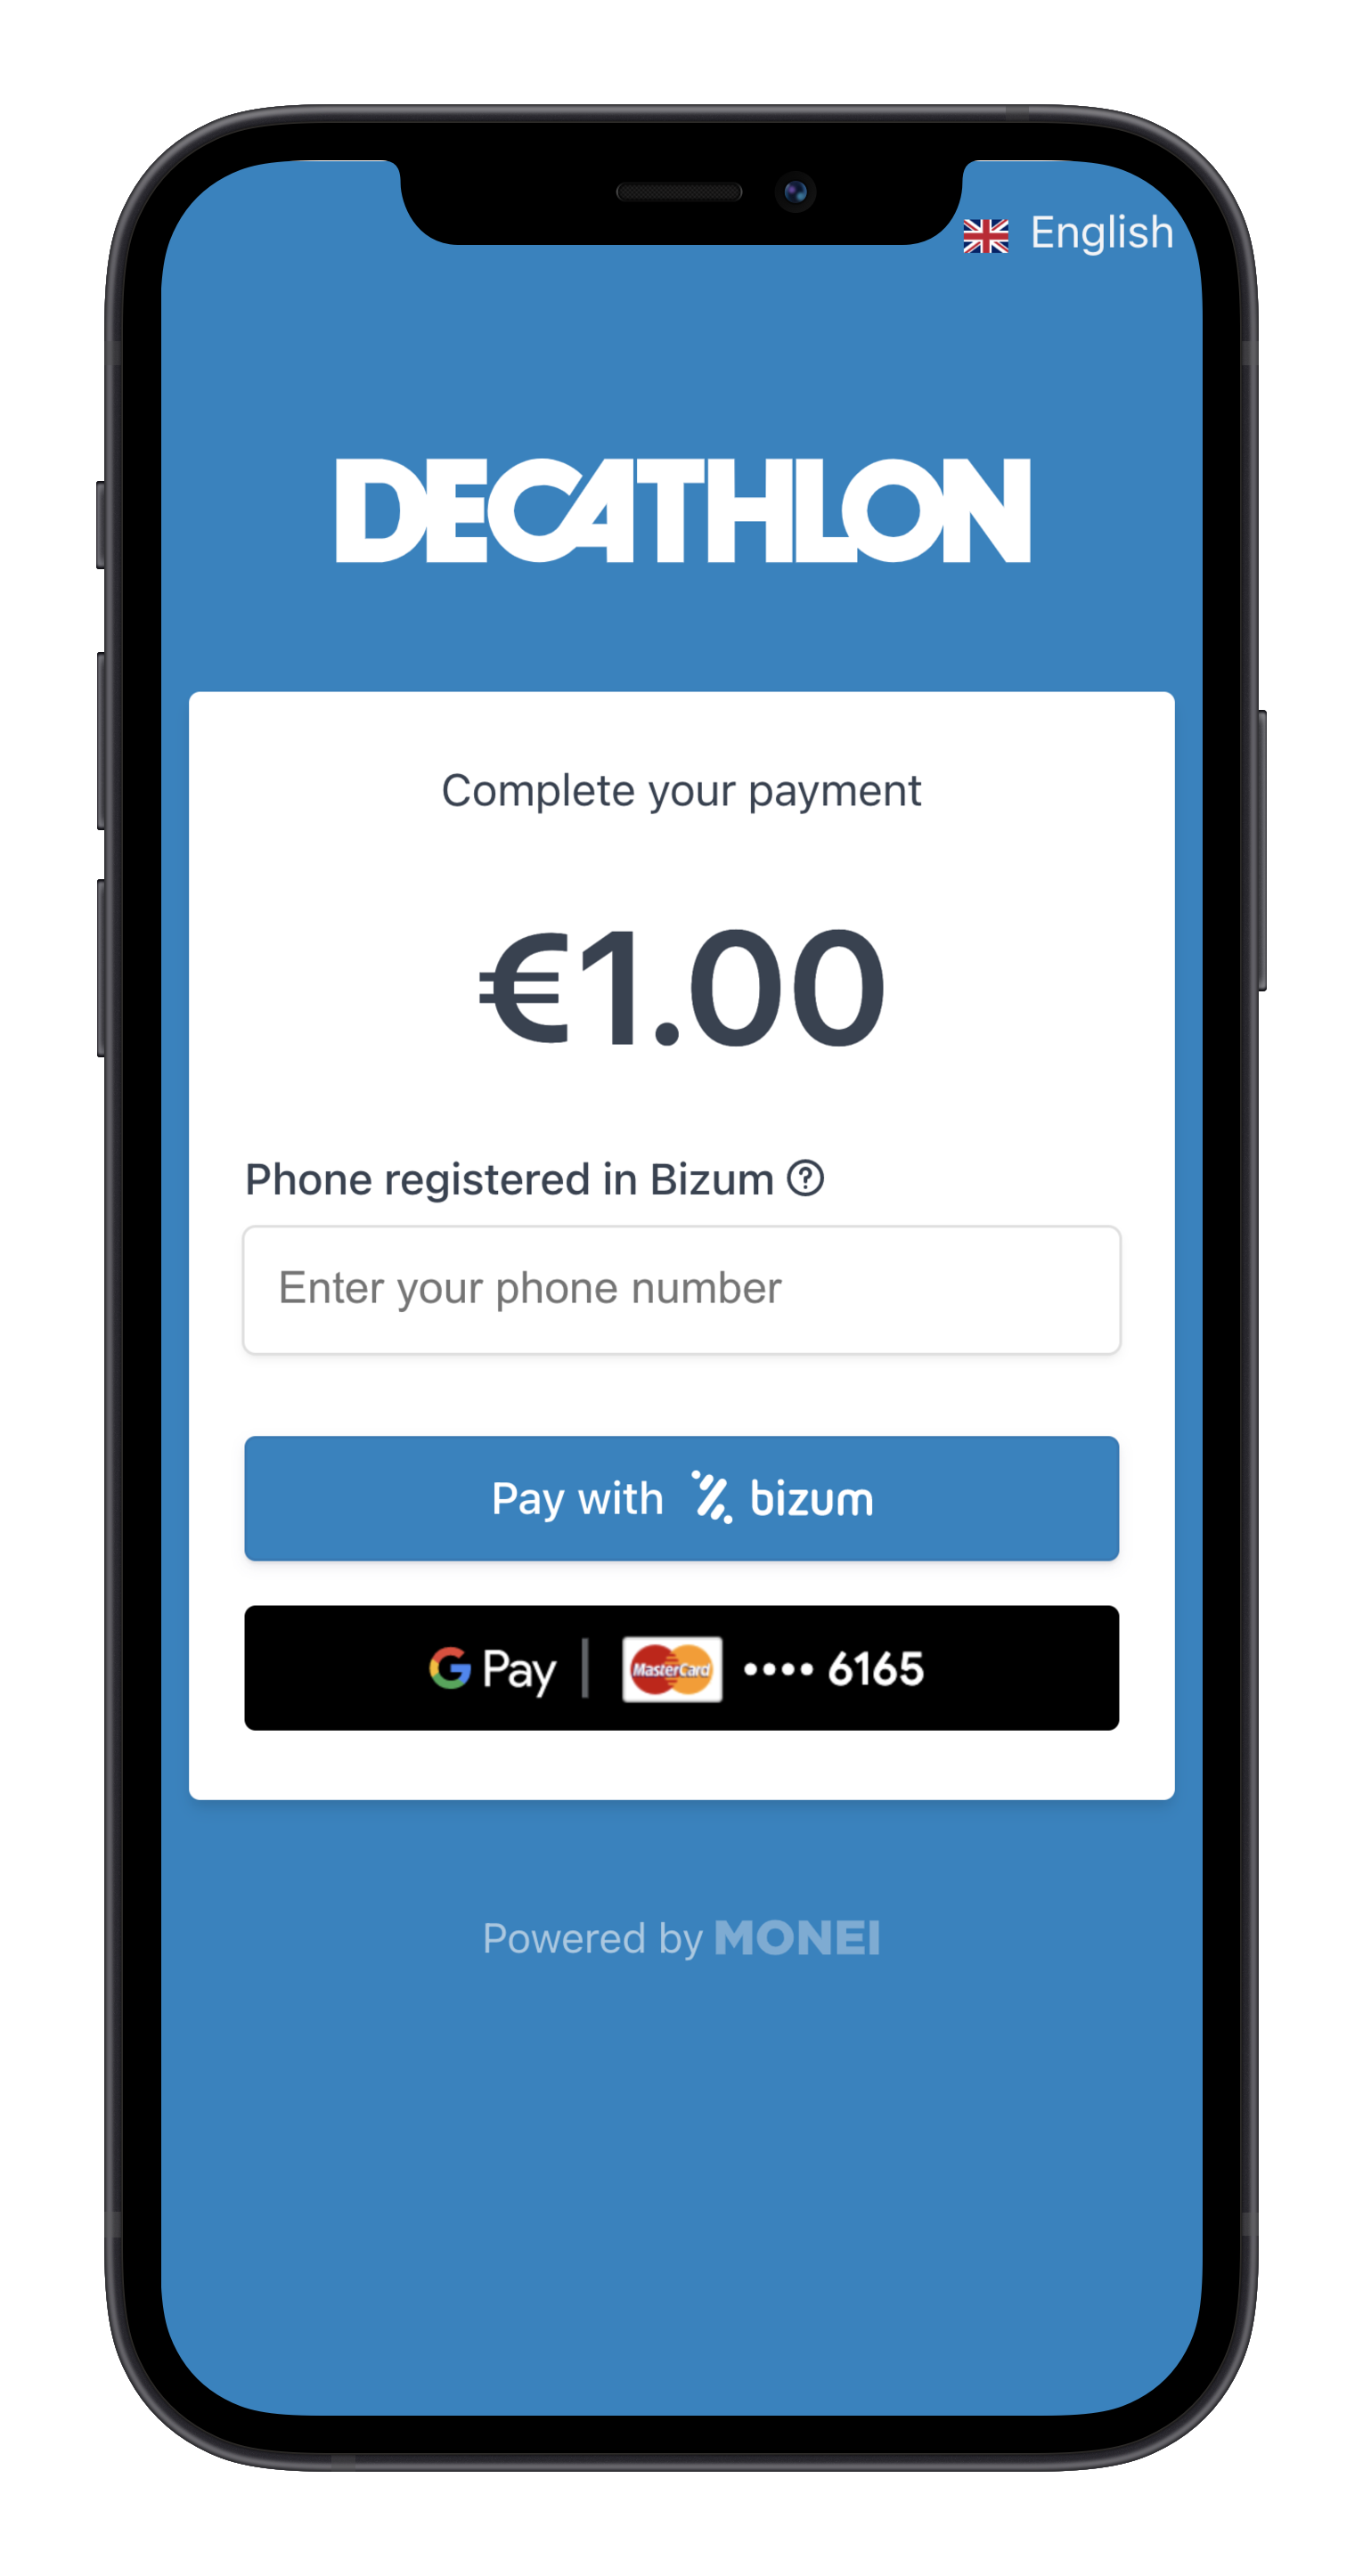 English
DECATHLON
Complete your payment
€1.00
Phone registered in Bizum ?
Enter your phone number
Pay with bizum
G Pay | MasterCard •••• 6165
Powered by MONEI